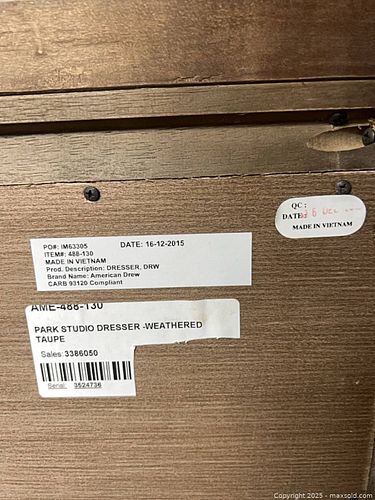 QC :
DATE
MADE IN VIETNAM
PO#: IM63305 DATE: 16-12-2015
ITEM#: 488-130
MADE IN VIETNAM
Prod. Description: DRESSER, DRW
Brand Name: American Drew
CARB 93120 Compliant
AME-488-130
PARK STUDIO DRESSER -WEATHERED
TAUPE
Sales: 3386050
Serial: 3524736
Copyright © 2025 - maxsold.com